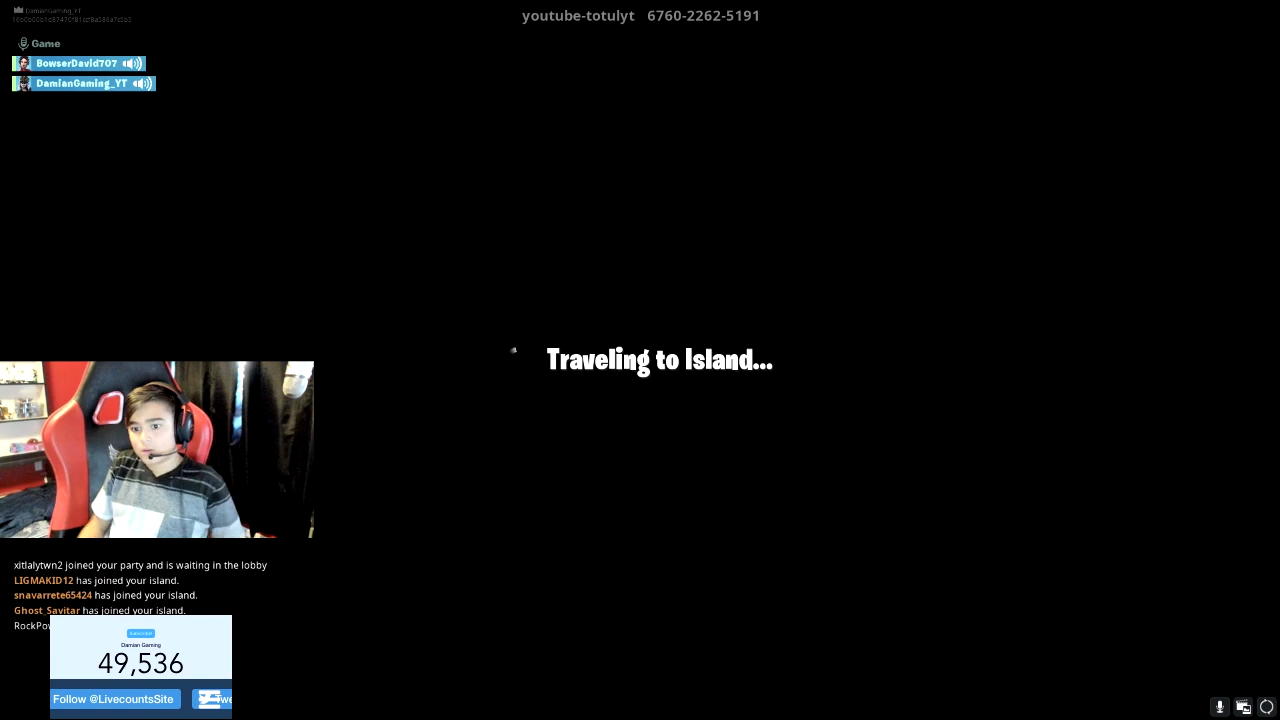 DamianGaming_YT
youtube-totulyt 6760-2262-5191
Game
BowserDavid707
DamianGaming_YT
Traveling to Island...
xitlalytwn2 joined your party and is waiting in the lobby
LIGMAKID12 has joined your island.
snavarrete65424 has joined your island.
Ghost_Savitar has joined your island.
RockPow
Damian Gaming
49,536
Follow @LivecountsSite